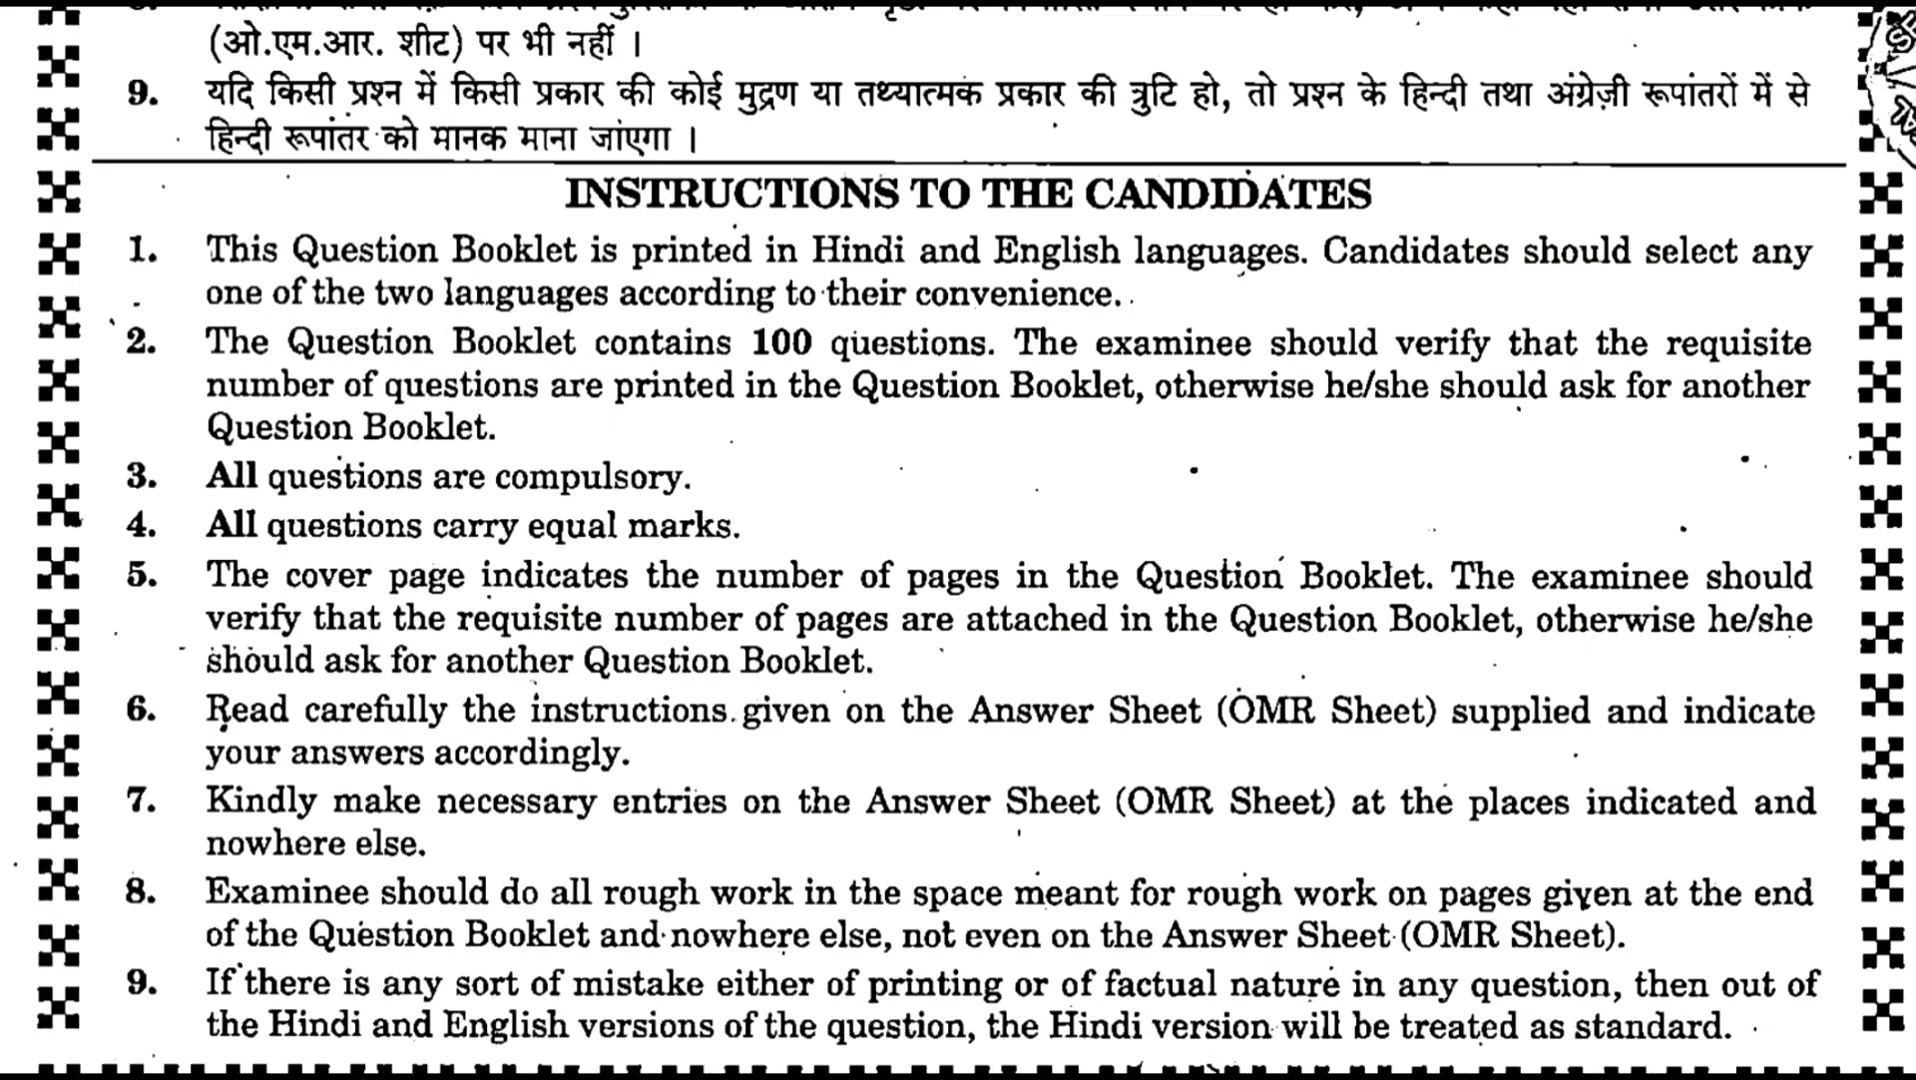 (ओ.एम.आर. शीट) पर भी नहीं ।
9. यदि किसी प्रश्न में किसी प्रकार की कोई मुद्रण या तथ्यात्मक प्रकार की त्रुटि हो, तो प्रश्न के हिन्दी तथा अंग्रेज़ी रूपांतरों में से
हिन्दी रूपांतर को मानक माना जाएगा ।
INSTRUCTIONS TO THE CANDIDATES
1. This Question Booklet is printed in Hindi and English languages. Candidates should select any
one of the two languages according to their convenience.
2. The Question Booklet contains 100 questions. The examinee should verify that the requisite
number of questions are printed in the Question Booklet, otherwise he/she should ask for another
Question Booklet.
3. All questions are compulsory.
4. All questions carry equal marks.
5. The cover page indicates the number of pages in the Question Booklet. The examinee should
verify that the requisite number of pages are attached in the Question Booklet, otherwise he/she
should ask for another Question Booklet.
6. Read carefully the instructions given on the Answer Sheet (OMR Sheet) supplied and indicate
your answers accordingly.
7. Kindly make necessary entries on the Answer Sheet (OMR Sheet) at the places indicated and
nowhere else.
8. Examinee should do all rough work in the space meant for rough work on pages given at the end
of the Question Booklet and nowhere else, not even on the Answer Sheet (OMR Sheet).
9. If there is any sort of mistake either of printing or of factual nature in any question, then out of
the Hindi and English versions of the question, the Hindi version will be treated as standard.